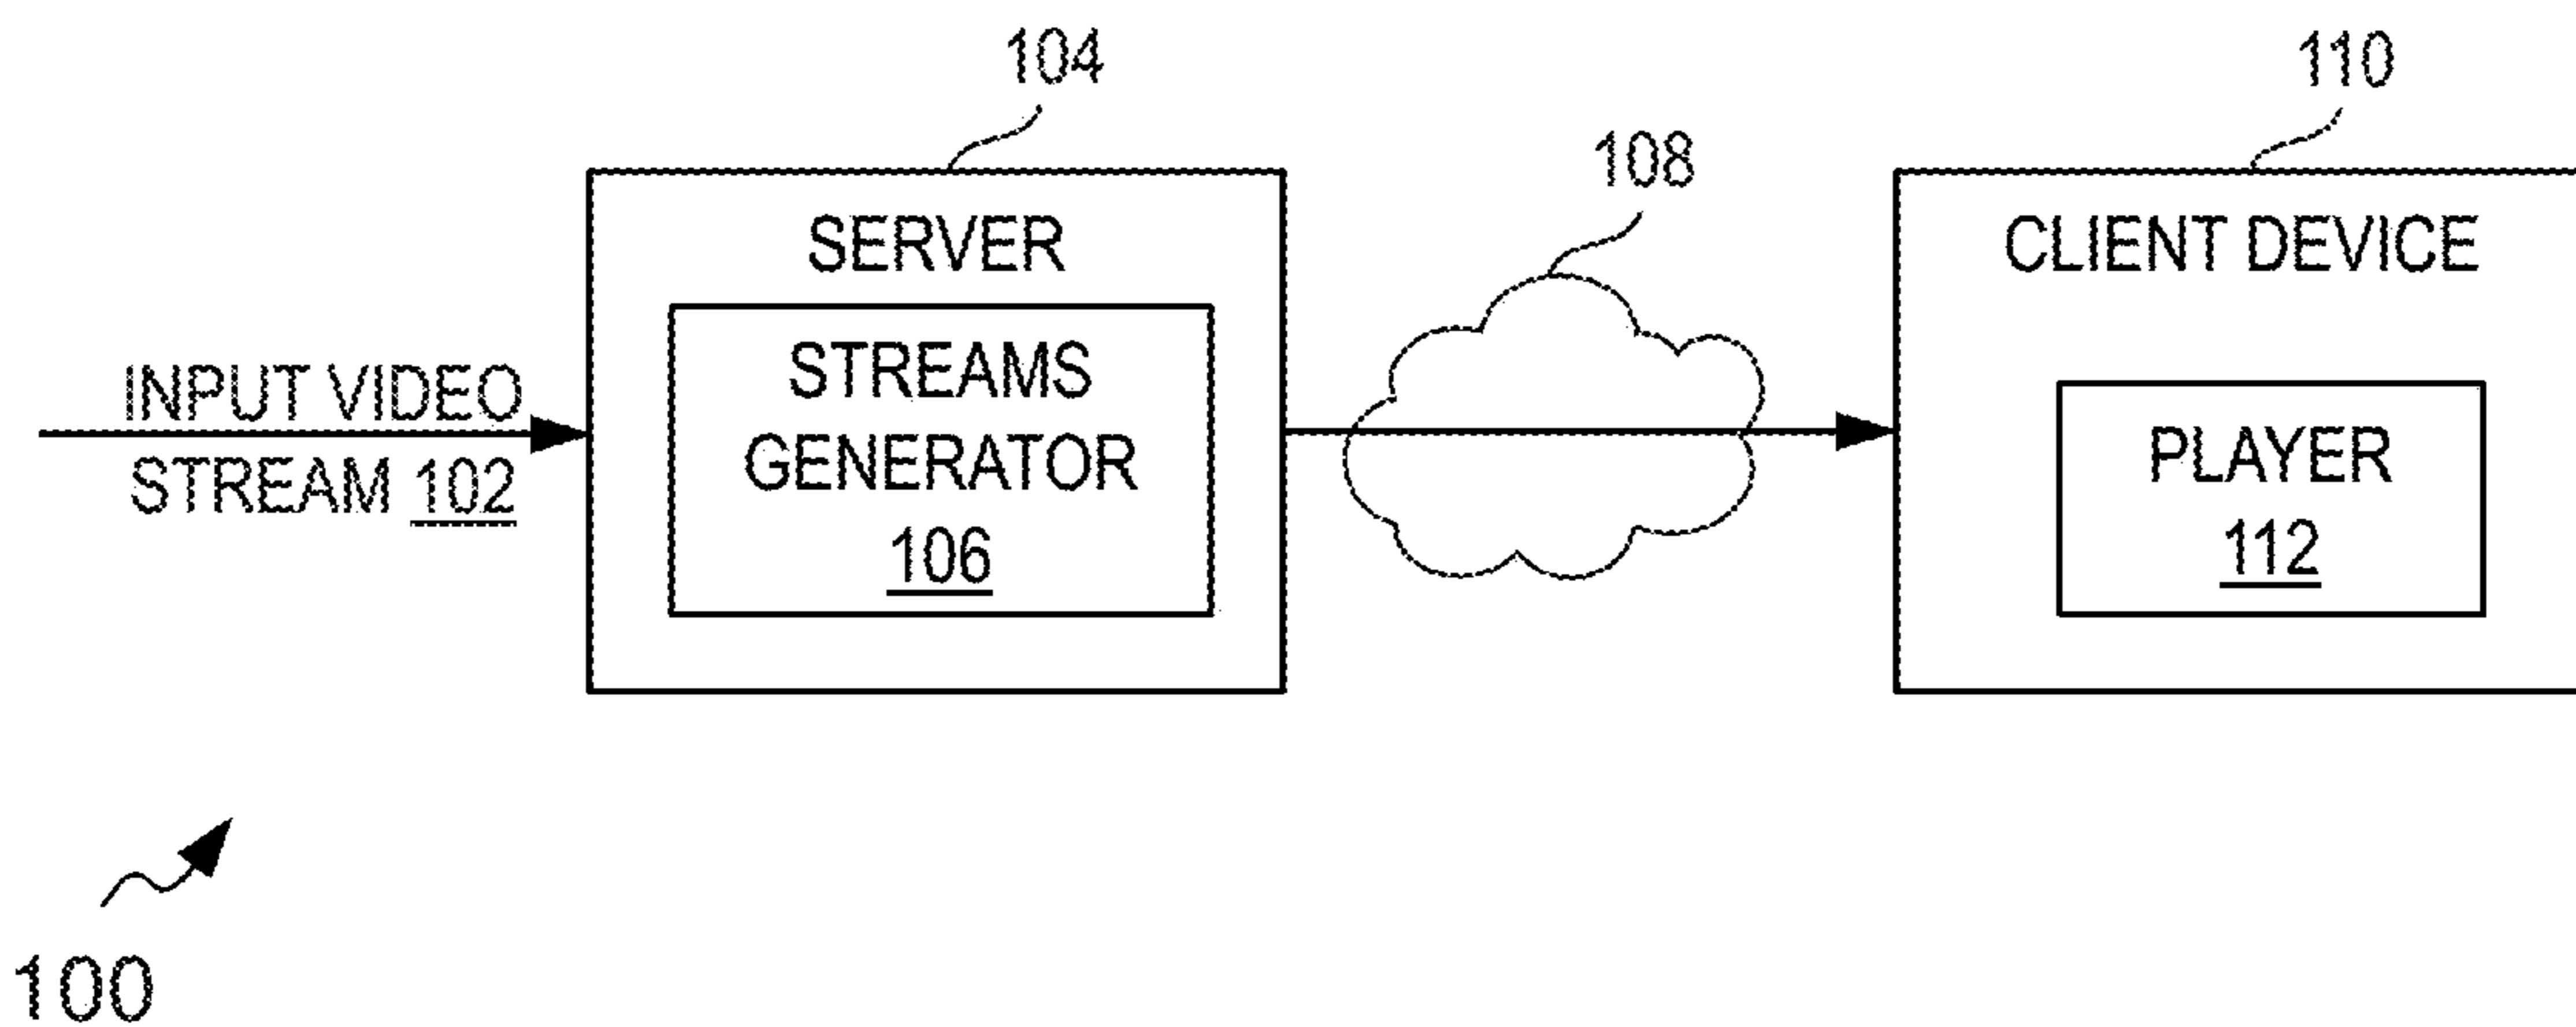 104
110
108
SERVER
CLIENT DEVICE
STREAMS
GENERATOR
106
INPUT VIDEO
STREAM 102
PLAYER
112
100